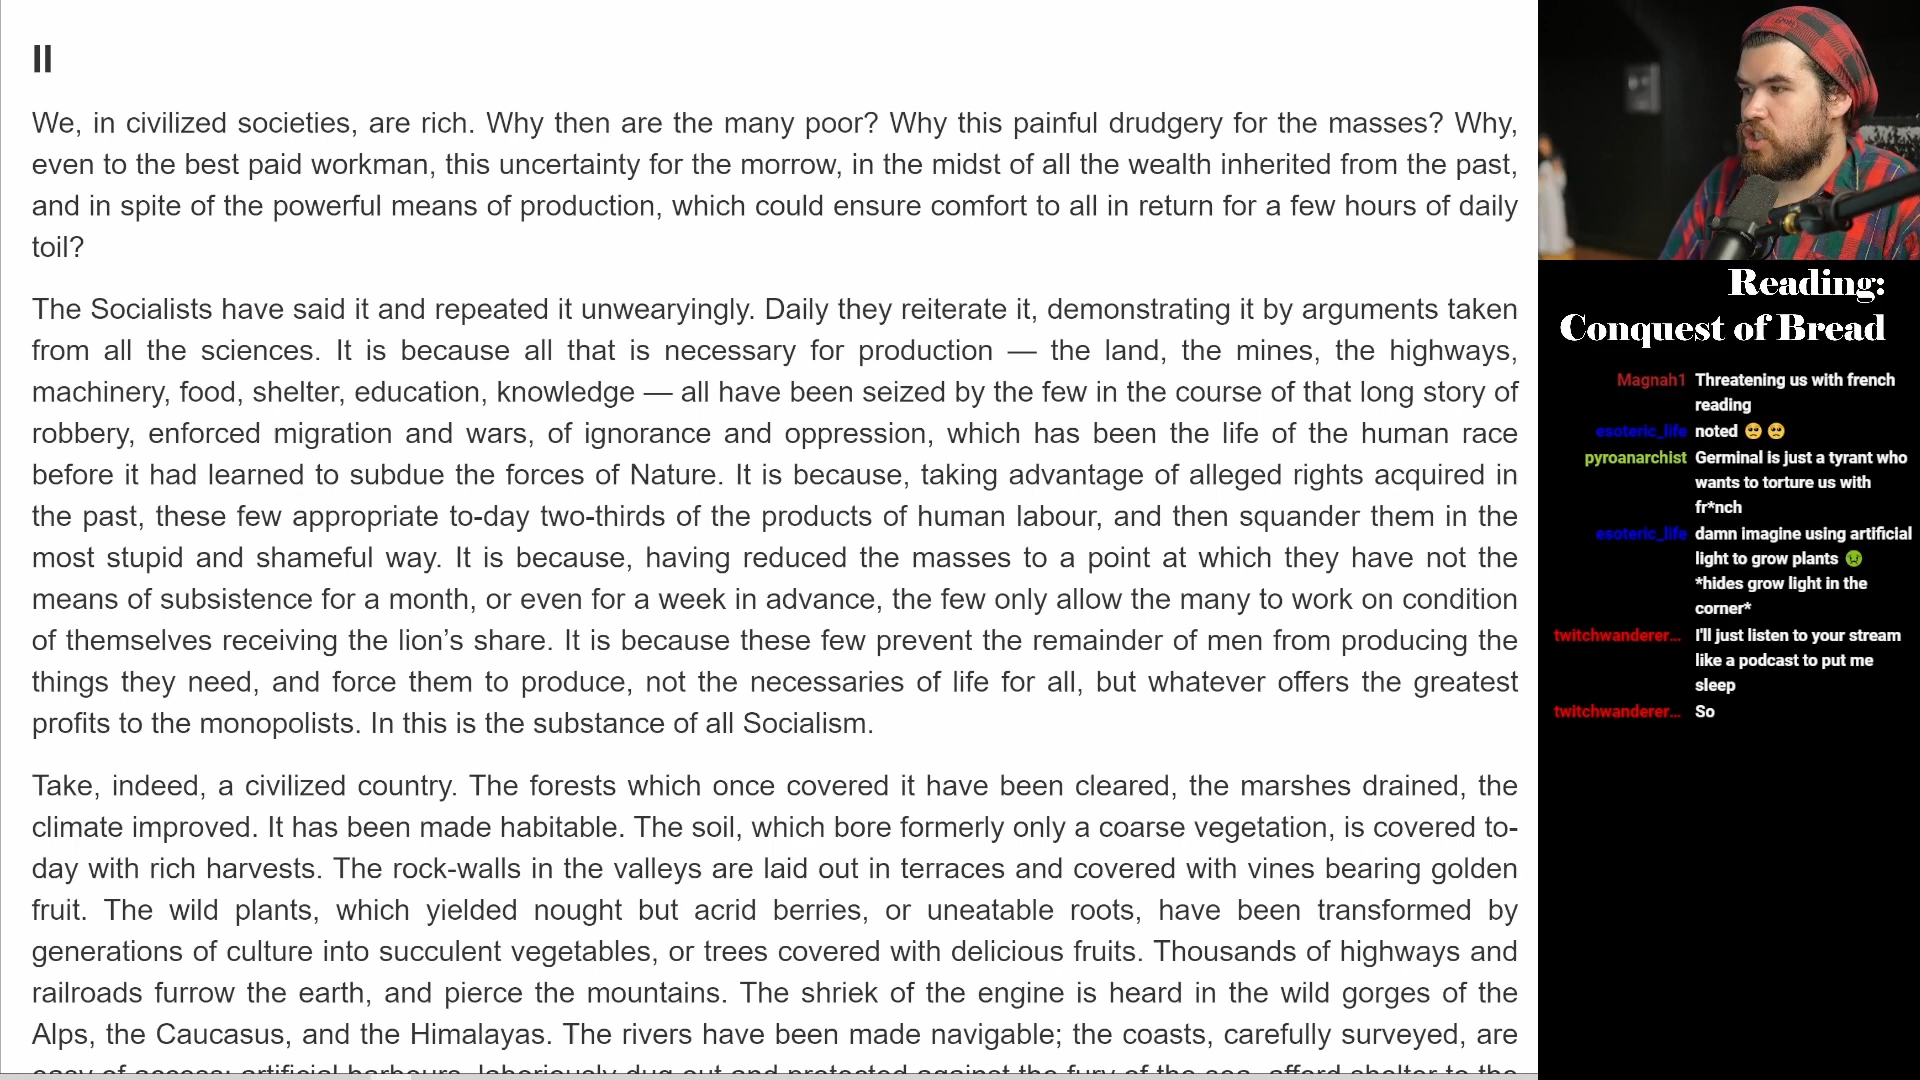 II
We, in civilized societies, are rich. Why then are the many poor? Why this painful drudgery for the masses? Why,
even to the best paid workman, this uncertainty for the morrow, in the midst of all the wealth inherited from the past,
and in spite of the powerful means of production, which could ensure comfort to all in return for a few hours of daily
toil?
The Socialists have said it and repeated it unwearyingly. Daily they reiterate it, demonstrating it by arguments taken
from all the sciences. It is because all that is necessary for production — the land, the mines, the highways,
machinery, food, shelter, education, knowledge — all have been seized by the few in the course of that long story of
robbery, enforced migration and wars, of ignorance and oppression, which has been the life of the human race
before it had learned to subdue the forces of Nature. It is because, taking advantage of alleged rights acquired in
the past, these few appropriate to-day two-thirds of the products of human labour, and then squander them in the
most stupid and shameful way. It is because, having reduced the masses to a point at which they have not the
means of subsistence for a month, or even for a week in advance, the few only allow the many to work on condition
of themselves receiving the lion’s share. It is because these few prevent the remainder of men from producing the
things they need, and force them to produce, not the necessaries of life for all, but whatever offers the greatest
profits to the monopolists. In this is the substance of all Socialism.
Take, indeed, a civilized country. The forests which once covered it have been cleared, the marshes drained, the
climate improved. It has been made habitable. The soil, which bore formerly only a coarse vegetation, is covered to-
day with rich harvests. The rock-walls in the valleys are laid out in terraces and covered with vines bearing golden
fruit. The wild plants, which yielded nought but acrid berries, or uneatable roots, have been transformed by
generations of culture into succulent vegetables, or trees covered with delicious fruits. Thousands of highways and
railroads furrow the earth, and pierce the mountains. The shriek of the engine is heard in the wild gorges of the
Alps, the Caucasus, and the Himalayas. The rivers have been made navigable; the coasts, carefully surveyed, are
easy of access; artificial harbours, laboriously dug out and protected against the fury of the sea, afford shelter to the
Reading:
Conquest of Bread
Magnah1 Threatening us with french
reading
esoteric_life noted 🥺 🥺
pyroanarchist Germinal is just a tyrant who
wants to torture us with
fr*nch
esoteric_life damn imagine using artificial
light to grow plants 🤢
*hides grow light in the
corner*
twitchwanderer... I'll just listen to your stream
like a podcast to put me
sleep
twitchwanderer... So